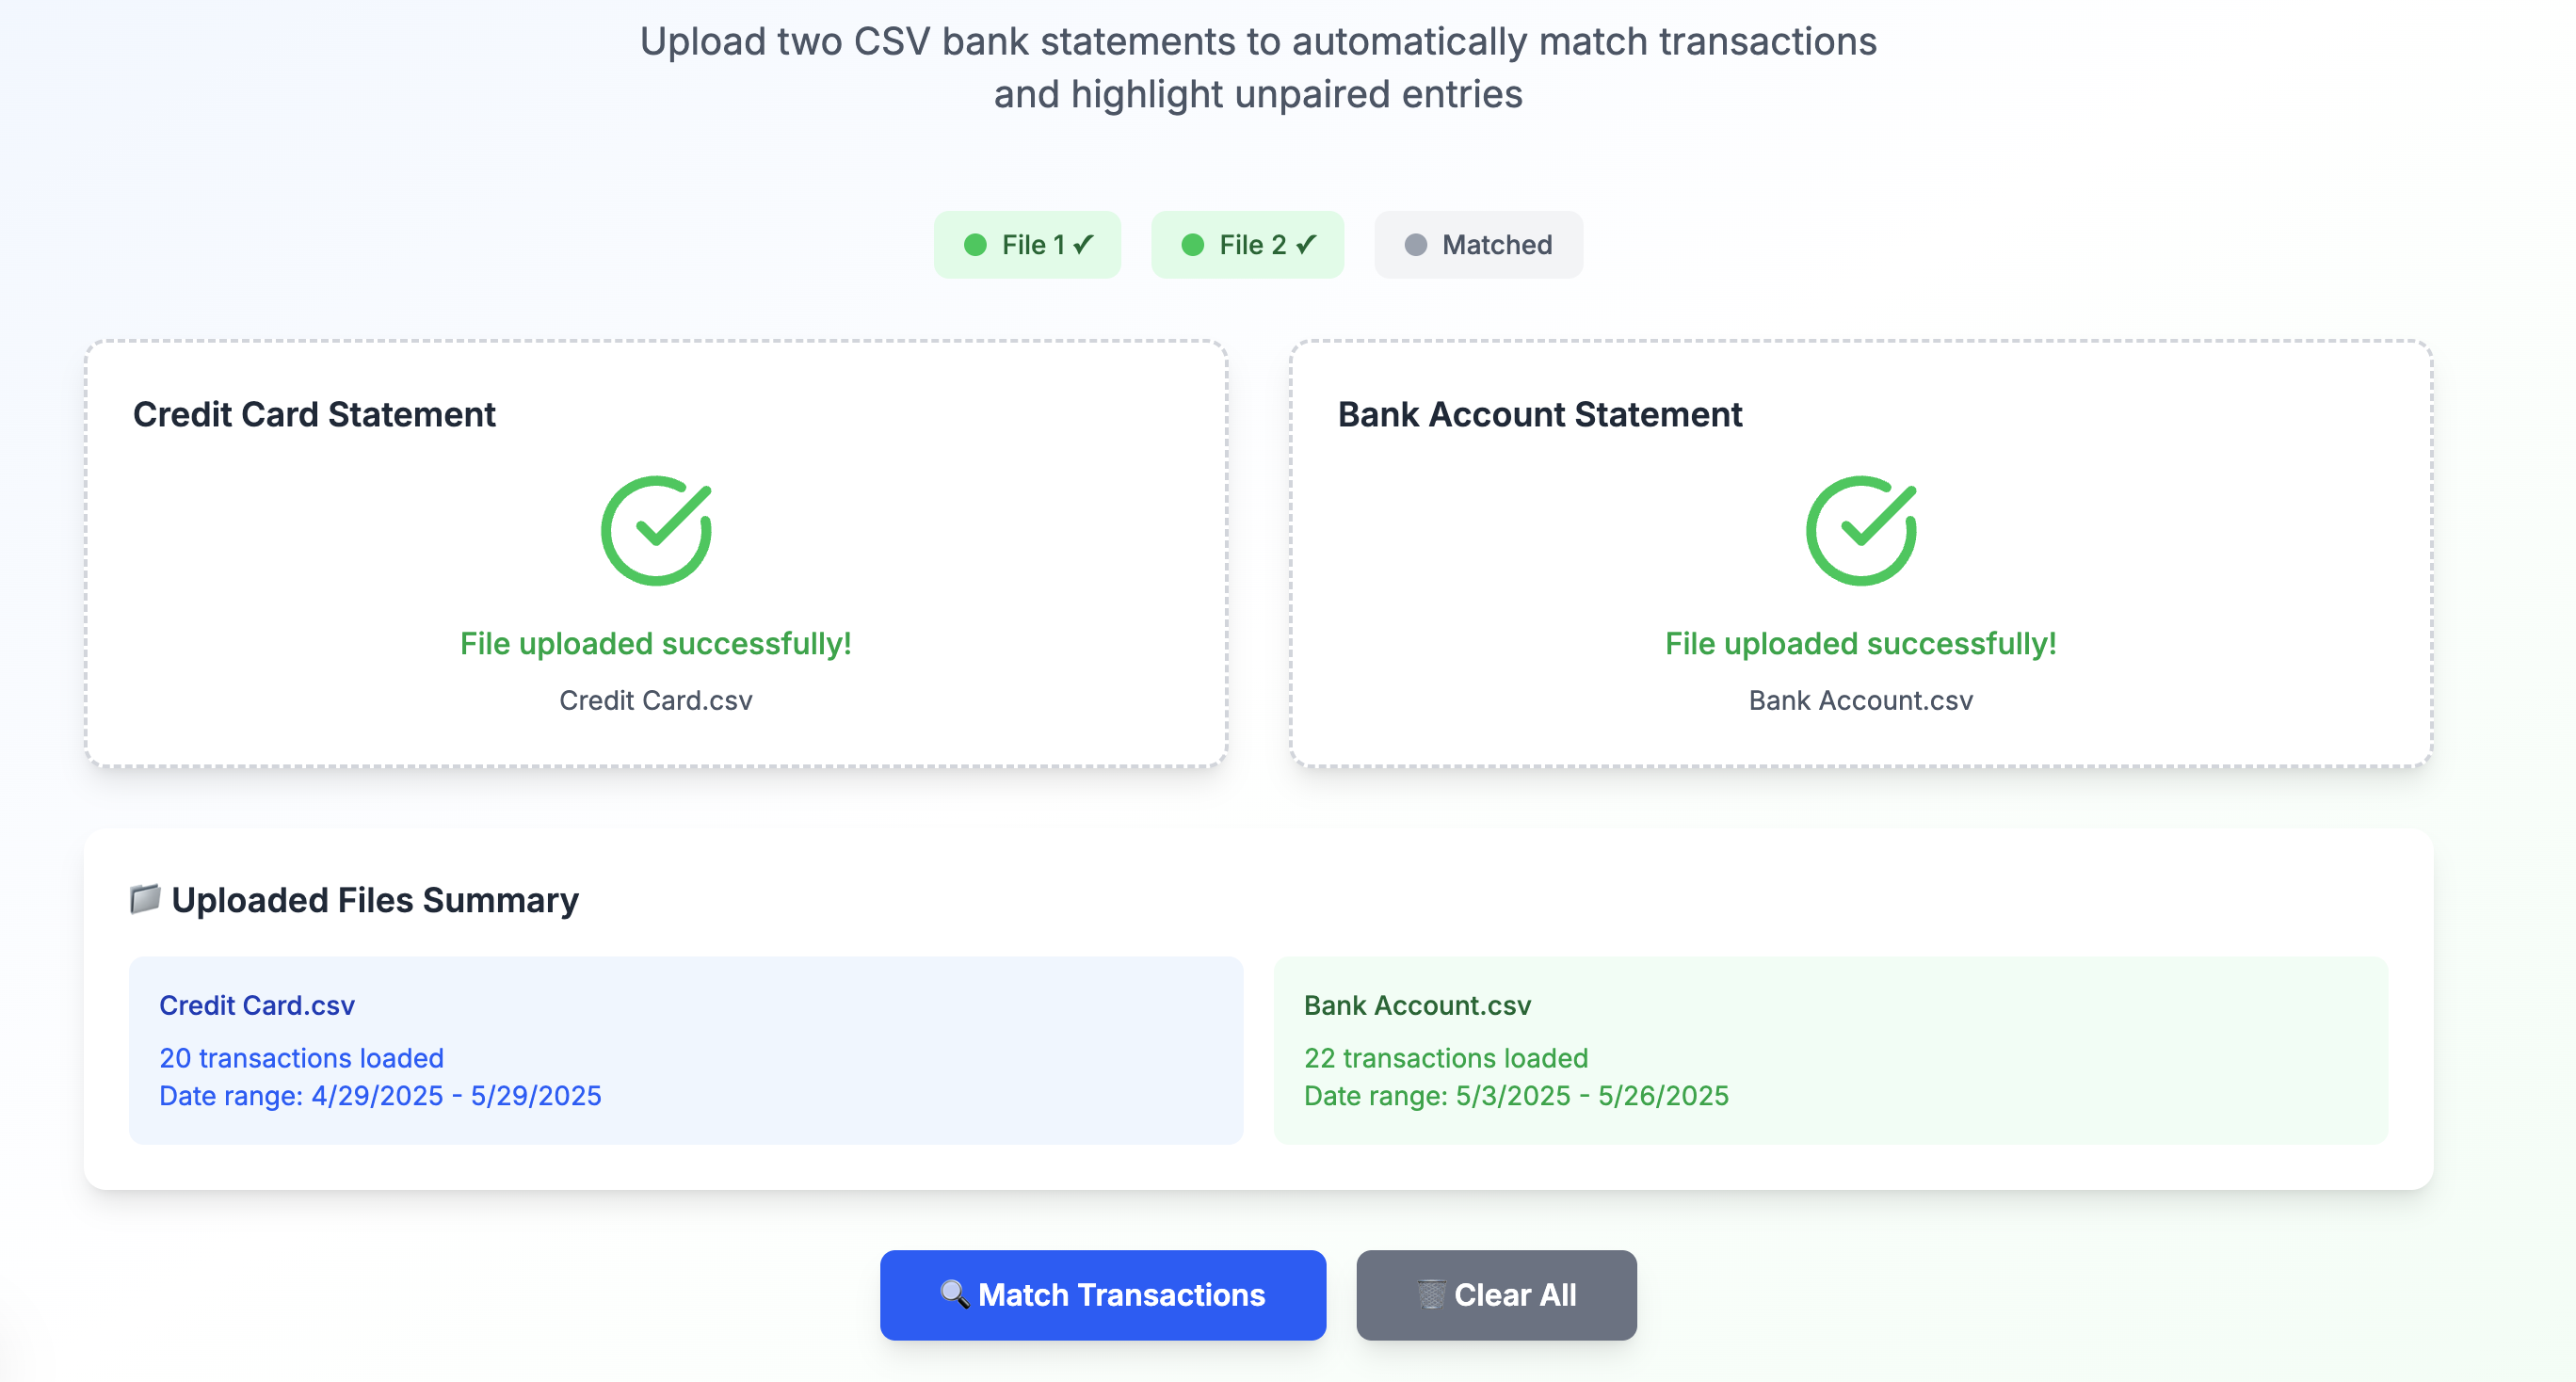 Upload two CSV bank statements to automatically match transactions
and highlight unpaired entries
File 1 ✓
File 2 ✓
Matched
Credit Card Statement
File uploaded successfully!
Credit Card.csv
Bank Account Statement
File uploaded successfully!
Bank Account.csv
Uploaded Files Summary
Credit Card.csv
20 transactions loaded
Date range: 4/29/2025 - 5/29/2025
Bank Account.csv
22 transactions loaded
Date range: 5/3/2025 - 5/26/2025
Match Transactions
Clear All